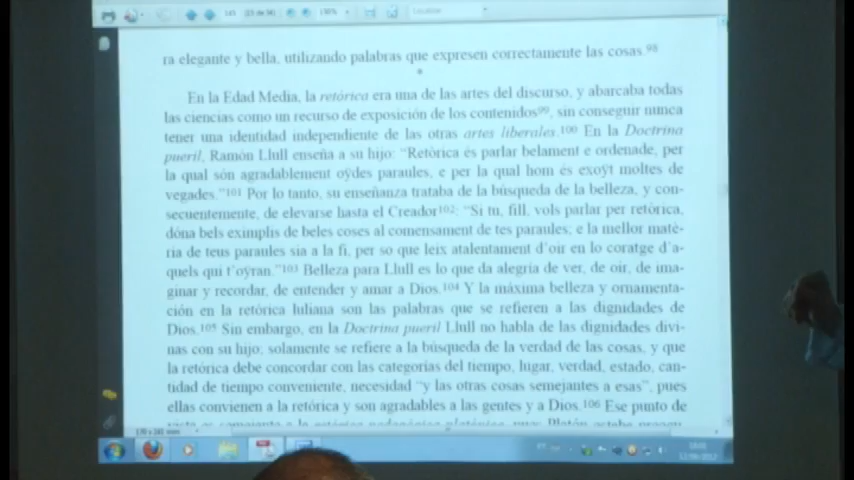 145 (23 de 34) 130%
ra elegante y bella, utilizando palabras que expresen correctamente las cosas 98
En la Edad Media, la retórica era una de las artes del discurso, y abarcaba todas
las ciencias como un recurso de exposición de los contenidos99, sin conseguir nunca
tener una identidad independiente de las otras artes liberales.100 En la Doctrina
pueril, Ramón Llull enseña a su hijo: “Retòrica és parlar belament e ordenade, per
la qual són agradablement oÿdes paraules, e per la qual hom és exoÿt moltes de
vegades.”101 Por lo tanto, su enseñanza trataba de la búsqueda de la belleza, y con-
secuentemente, de elevarse hasta el Creador102: “Si tu, fill, vols parlar per retòrica,
dóna bels eximplis de beles coses al comensament de tes paraules; e la mellor matè-
ria de teus paraules sia a la fi, per so que leix atalentament d’oir en lo coratge d’a-
quels qui t’oÿran.”103 Belleza para Llull es lo que da alegría de ver, de oir, de ima-
ginar y recordar, de entender y amar a Dios.104 Y la máxima belleza y ornamenta-
ción en la retórica luliana son las palabras que se refieren a las dignidades de
Dios.105 Sin embargo, en la Doctrina pueril Llull no habla de las dignidades divi-
nas con su hijo; solamente se refiere a la búsqueda de la verdad de las cosas, y que
la retórica debe concordar con las categorías del tiempo, lugar, verdad, estado, can-
tidad de tiempo conveniente, necesidad “y las otras cosas semejantes a esas”, pues
ellas convienen a la retórica y son agradables a las gentes y a Dios.106 Ese punto de
170 x 241 mm